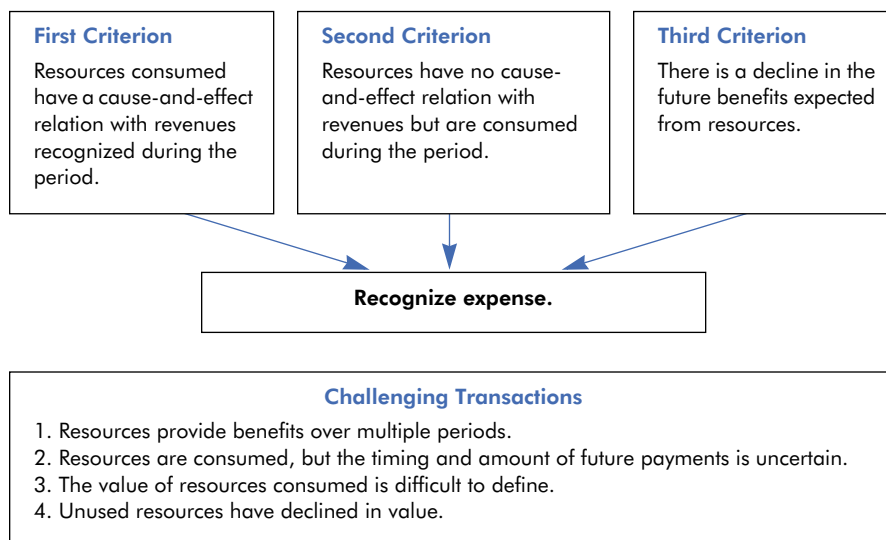 First Criterion
Resources consumed
have a cause-and-effect
relation with revenues
recognized during the
period.
Second Criterion
Resources have no cause-
and-effect relation with
revenues but are consumed
during the period.
Third Criterion
There is a decline in the
future benefits expected
from resources.
Recognize expense.
Challenging Transactions
1. Resources provide benefits over multiple periods.
2. Resources are consumed, but the timing and amount of future payments is uncertain.
3. The value of resources consumed is difficult to define.
4. Unused resources have declined in value.